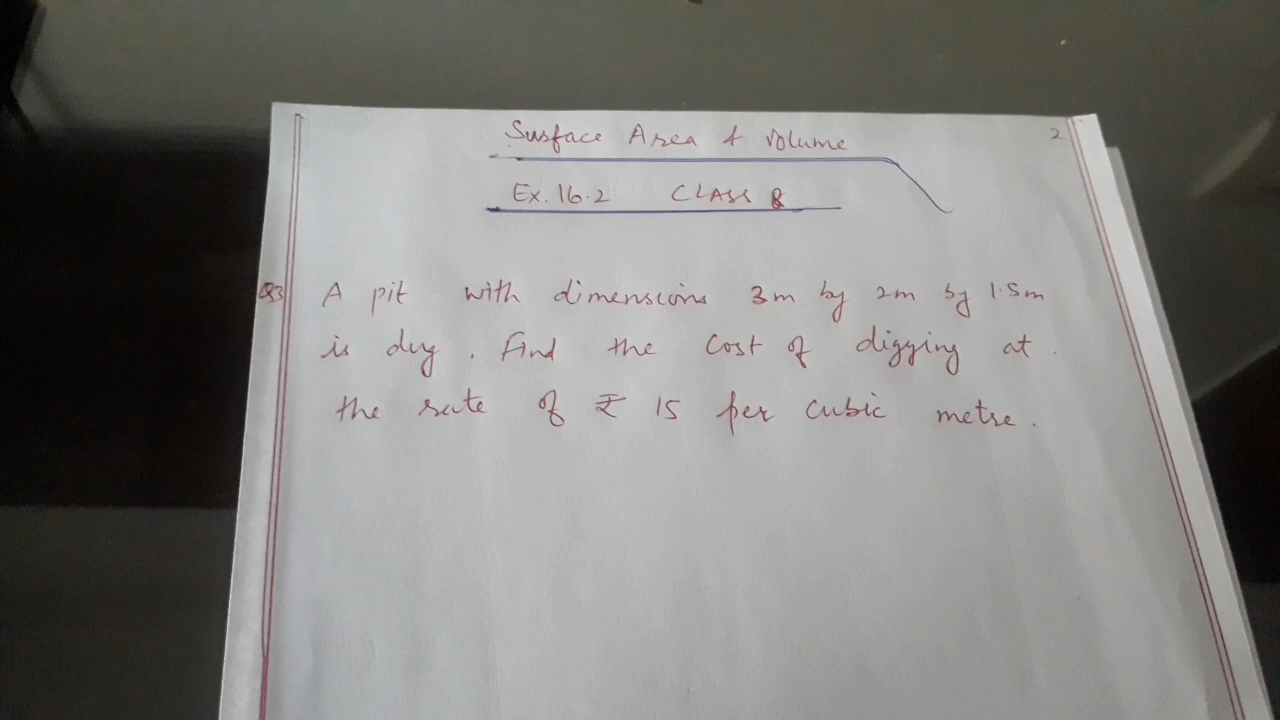 Surface Area & Volume
2
Ex. 16.2 CLASS 8
Q3 A pit with dimensions 3m by 2m by 1.5m
is dug. Find the cost of digging at
the rate of ₹ 15 per cubic metre.